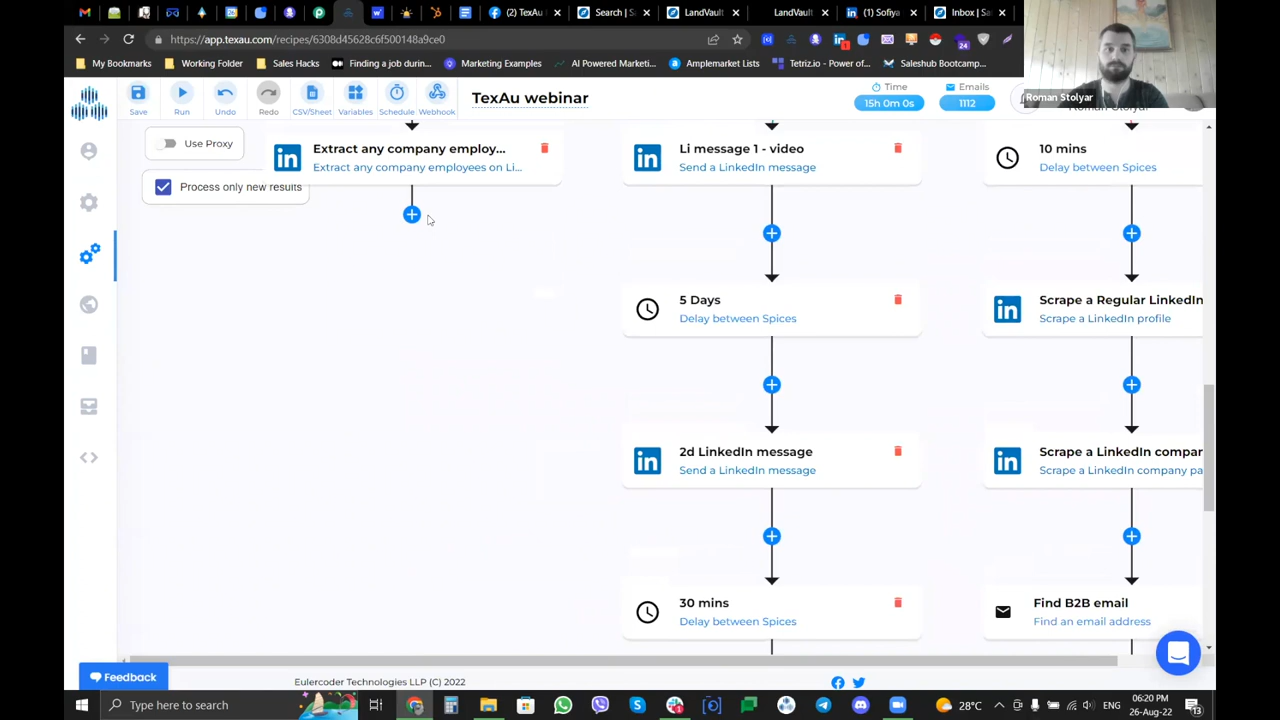 (2) TexAu
Search | Sa
LandVault
LandVault
(2) Sofiya
Inbox | Sa
https://app.texau.com/recipes/6308d45628c6f500148a9ce0
My Bookmarks
Working Folder
Sales Hacks
Finding a job durin...
Marketing Examples
AI Powered Marketi...
Amplemarket Lists
Tetriz.io - Power of...
Saleshub Bootcamp...
Roman Stolyar
Save
Run
Undo
Redo
CSV/Sheet
Variables
Schedule
Webhook
TexAu webinar
Time
15h 0m 0s
Emails
1112
Use Proxy
Process only new results
Extract any company employ...
Extract any company employees on Li...
Li message 1 - video
Send a LinkedIn message
5 Days
Delay between Spices
2d LinkedIn message
Send a LinkedIn message
30 mins
Delay between Spices
10 mins
Delay between Spices
Scrape a Regular LinkedIn
Scrape a LinkedIn profile
Scrape a LinkedIn compar
Scrape a LinkedIn company pa
Find B2B email
Find an email address
Feedback
Eulercoder Technologies LLP (C) 2022
Type here to search
28°C
ENG
06:20 PM
26-Aug-22